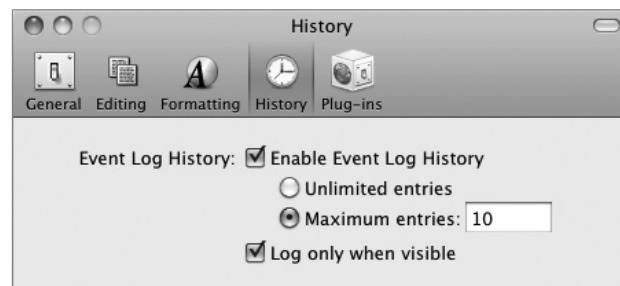 History
General Editing Formatting History Plug-ins
Event Log History: Enable Event Log History
Unlimited entries
Maximum entries: 10
Log only when visible